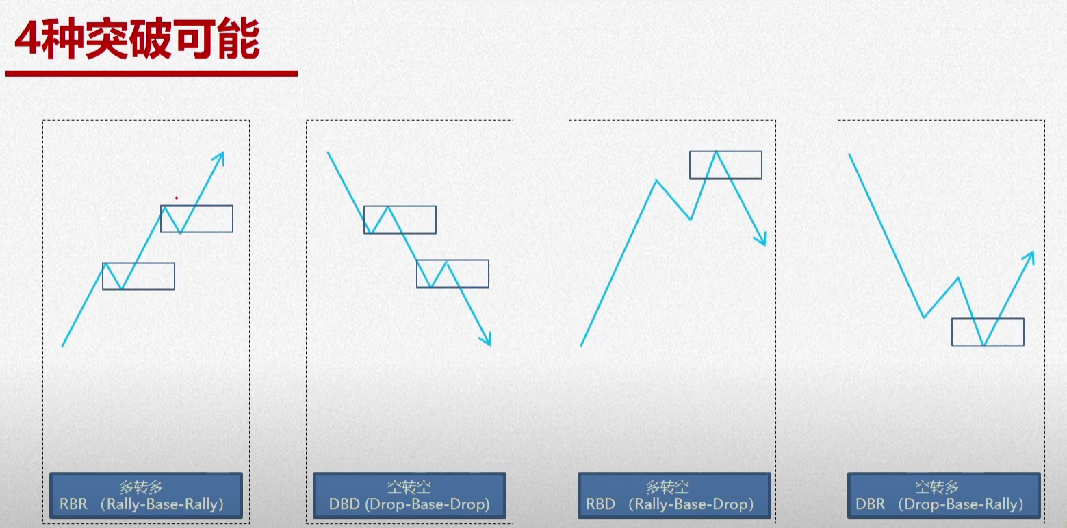 4种突破可能
多转多
RBR （Rally-Base-Rally）
空转空
DBD (Drop-Base-Drop)
多转空
RBD （Rally-Base-Drop）
空转多
DBR （Drop-Base-Rally）